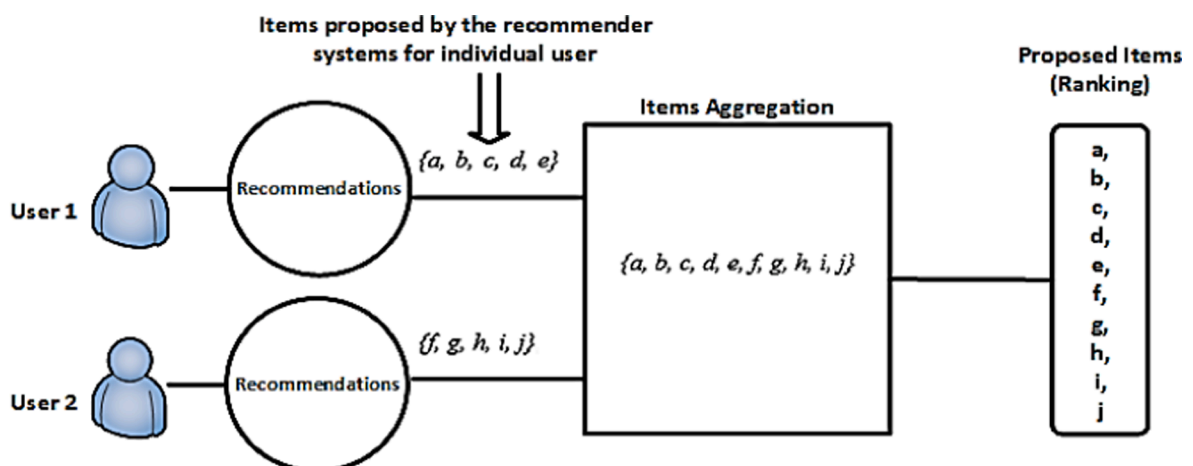 Items proposed by the recommender
systems for individual user
Proposed Items
(Ranking)
Items Aggregation
{a, b, c, d, e}
User 1
Recommendations
{a, b, c, d, e, f, g, h, i, j}
{f, g, h, i, j}
User 2
Recommendations
a,
b,
c,
d,
e,
f,
g,
h,
i,
j